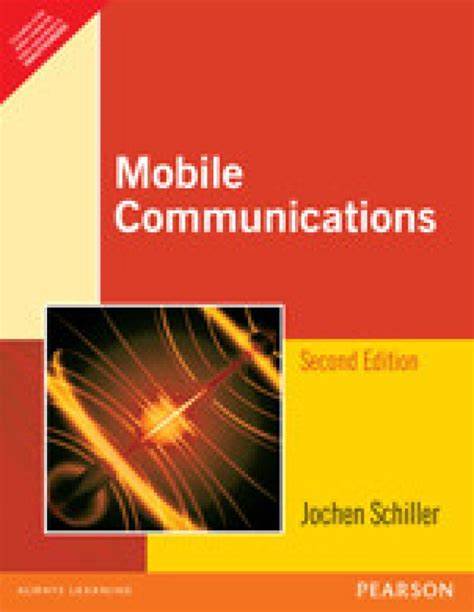 Mobile
Communications
Second Edition
Jochen Schiller
ALWAYS LEARNING
PEARSON